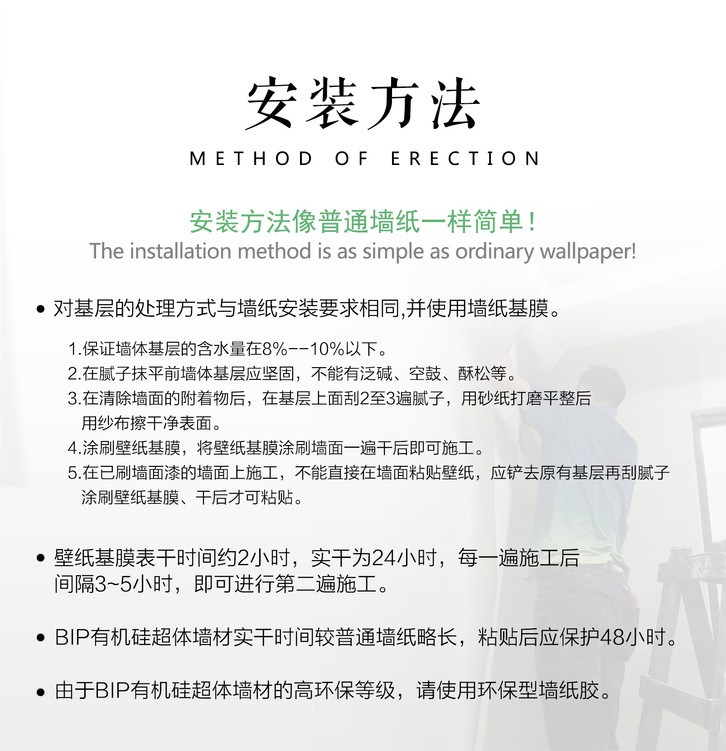 安装方法
METHOD OF ERECTION
安装方法像普通墙纸一样简单！
The installation method is as simple as ordinary wallpaper!
● 对基层的处理方式与墙纸安装要求相同,并使用墙纸基膜。
1.保证墙体基层的含水量在8%--10%以下。
2.在腻子抹平前墙体基层应坚固，不能有泛碱、空鼓、酥松等。
3.在清除墙面的附着物后，在基层上面刮2至3遍腻子，用砂纸打磨平整后
用纱布擦干净表面。
4.涂刷壁纸基膜，将壁纸基膜涂刷墙面一遍干后即可施工。
5.在已刷墙面漆的墙面上施工，不能直接在墙面粘贴壁纸，应铲去原有基层再刮腻子
涂刷壁纸基膜、干后才可粘贴。
● 壁纸基膜表干时间约2小时，实干为24小时，每一遍施工后
间隔3~5小时，即可进行第二遍施工。
● BIP有机硅超体墙材实干时间较普通墙纸略长，粘贴后应保护48小时。
● 由于BIP有机硅超体墙材的高环保等级，请使用环保型墙纸胶。